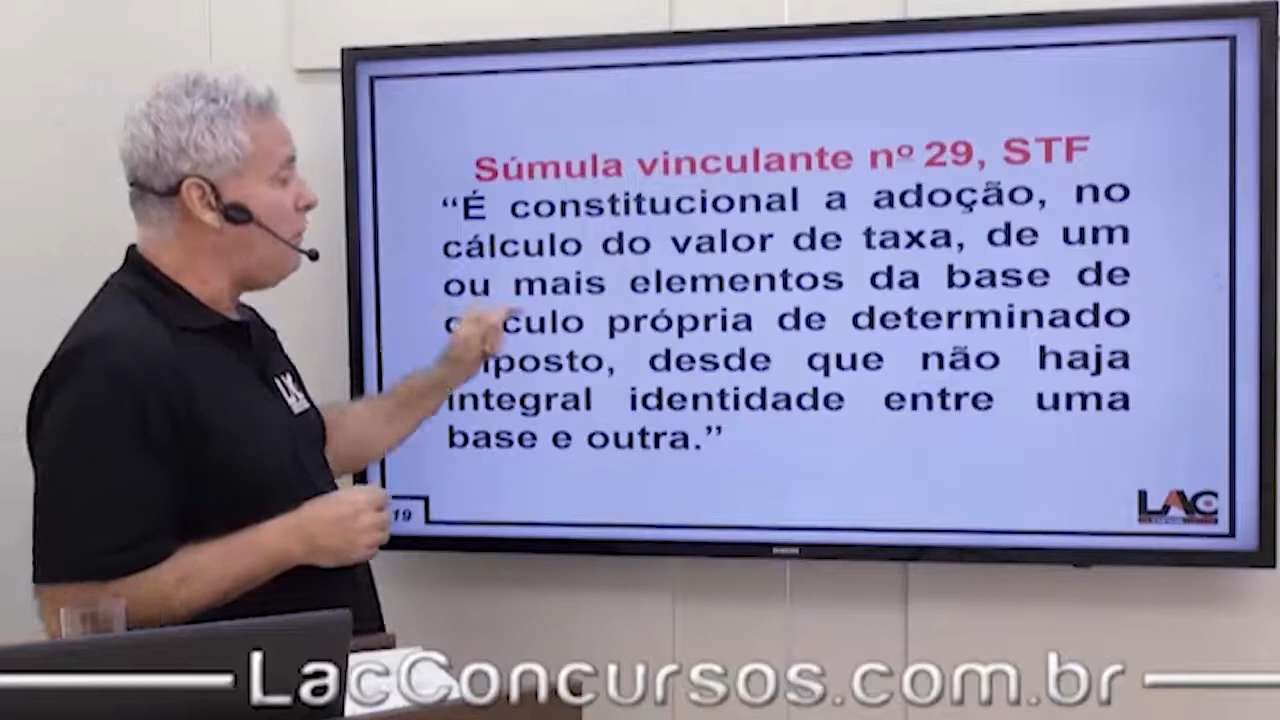 Súmula vinculante nº 29, STF
“É constitucional a adoção, no
cálculo do valor de taxa, de um
ou mais elementos da base de
própria de determinado
desde que não haja
integral identidade entre uma
base e outra.”
19
LAC
LAC
LacConcursos.com.br